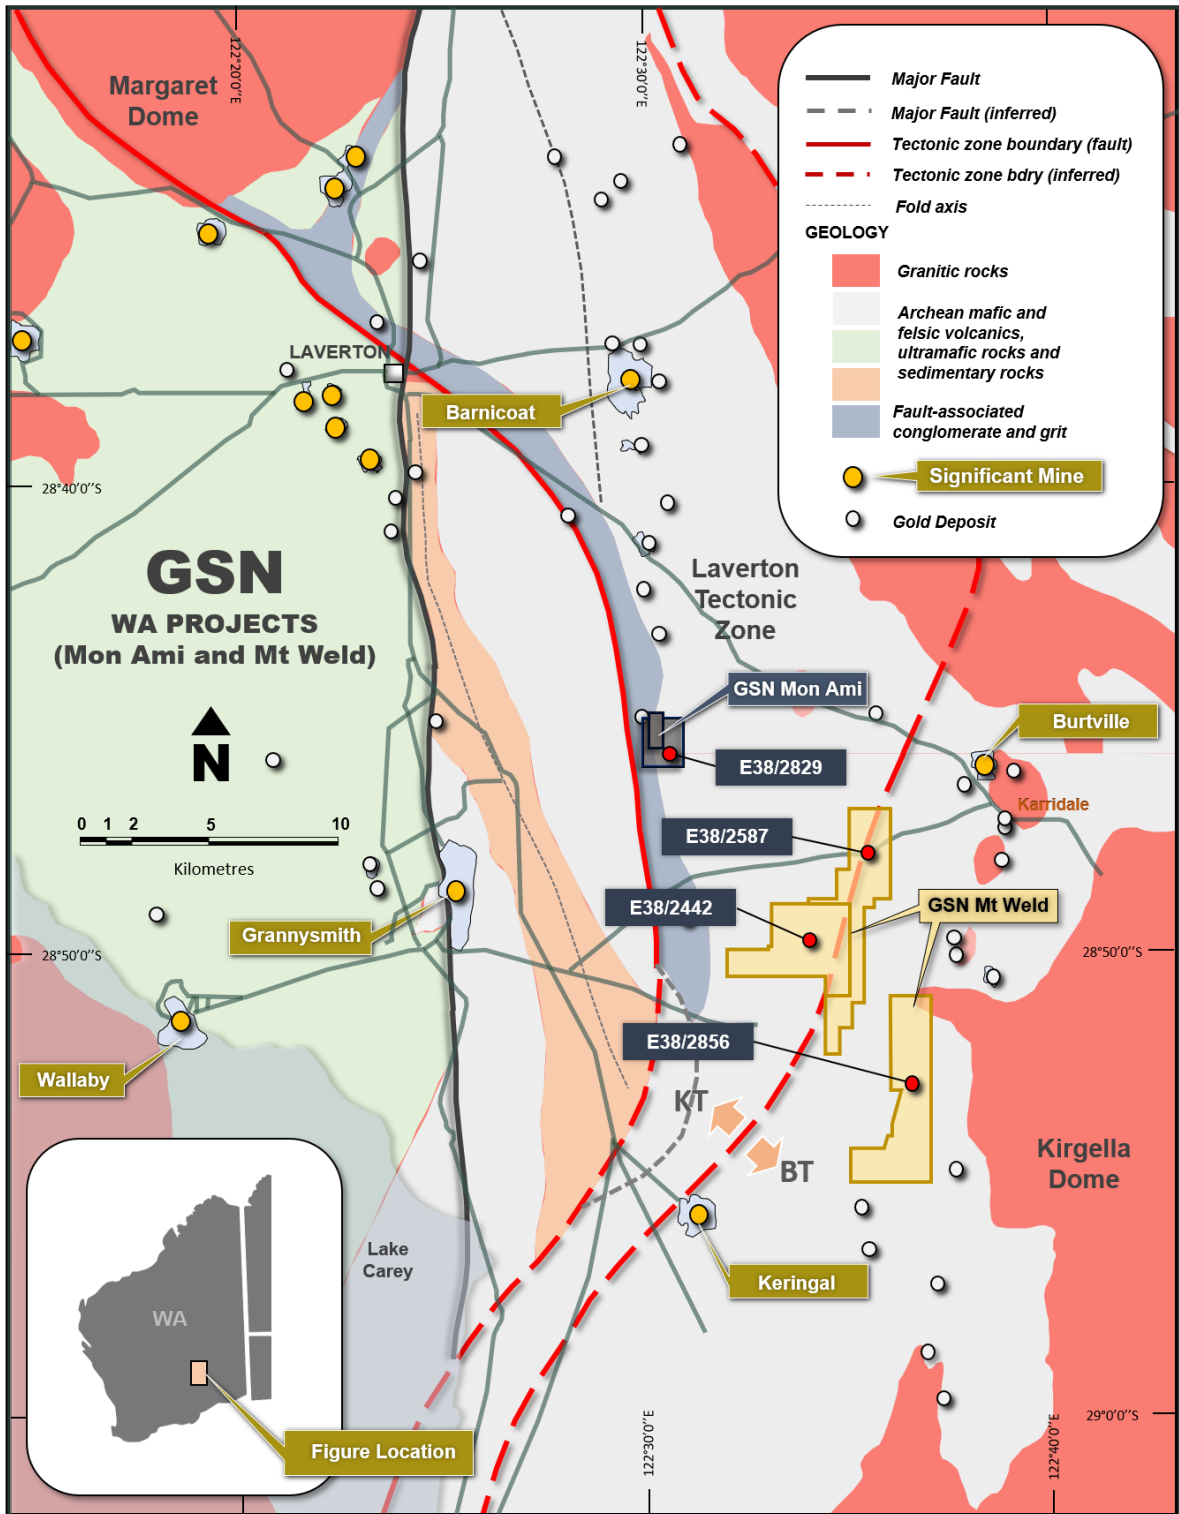 122°20'0''E
122°30'0''E
Margaret
Dome
Major Fault
Major Fault (inferred)
Tectonic zone boundary (fault)
Tectonic zone bdry (inferred)
Fold axis
GEOLOGY
Granitic rocks
Archean mafic and
felsic volcanics,
ultramafic rocks and
sedimentary rocks
Fault-associated
conglomerate and grit
Significant Mine
Gold Deposit
LAVERTON
Barnicoat
28°40'0''S
GSN
WA PROJECTS
(Mon Ami and Mt Weld)
N
Laverton
Tectonic
Zone
GSN Mon Ami
Burtville
E38/2829
Karridale
0 1 2 5 10
Kilometres
E38/2587
E38/2442
GSN Mt Weld
Grannysmith
28°50'0''S
28°50'0''S
E38/2856
Wallaby
KT
BT
Kirgella
Dome
Lake
Carey
Keringal
WA
Figure Location
122°30'0''E
122°40'0''E
29°0'0''S